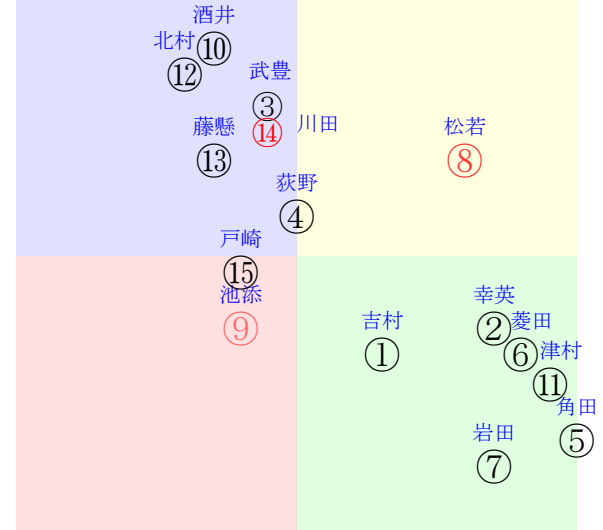 酒井
⑩
北村
⑫
武豊
③
⑭
川田
藤懸
⑬
松若
⑧
荻野
④
戸崎
⑮
池添
⑨
幸英
②
菱田
⑥
吉村
①
津村
⑪
角田
⑤
岩田
⑦